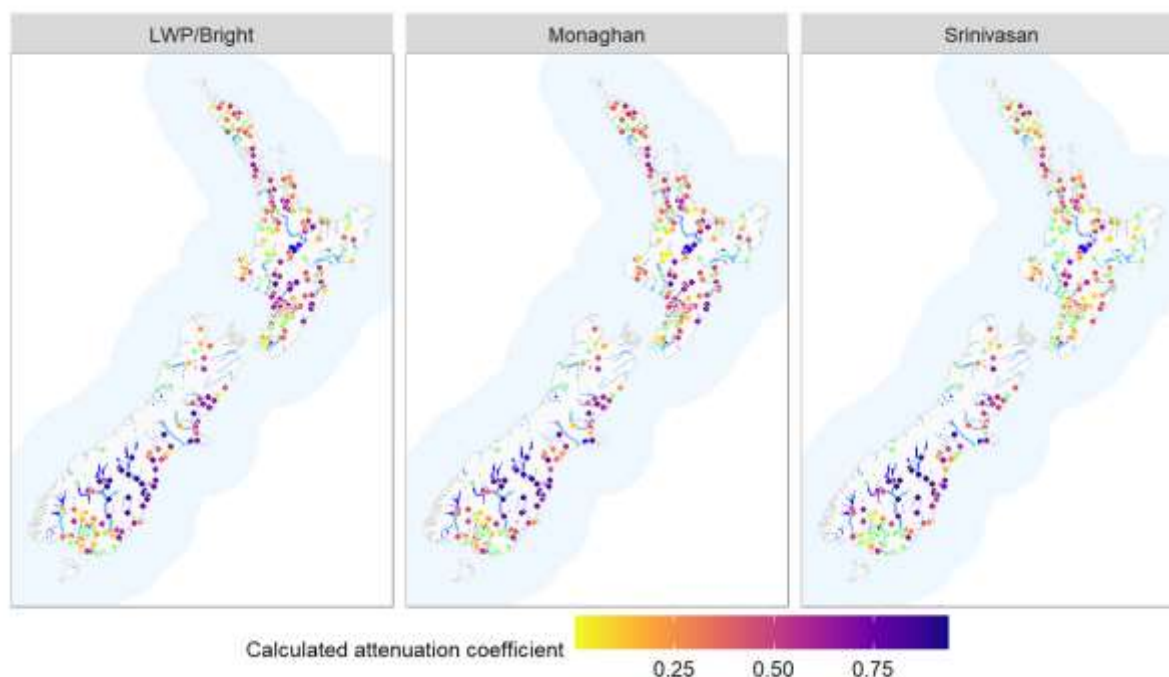 LWP/Bright
Monaghan
Srinivasan
Calculated attenuation coefficient
0.25
0.50
0.75